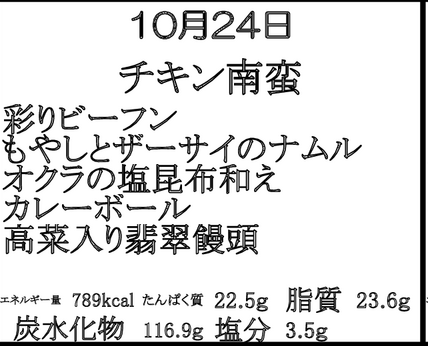 10月24日
チキン南蛮
彩りビーフン
もやしとザーサイのナムル
オクラの塩昆布和え
カレーボール
高菜入り翡翠饅頭
エネルギー量 789kcal たんぱく質 22.5g 脂質 23.6g
炭水化物 116.9g 塩分 3.5g